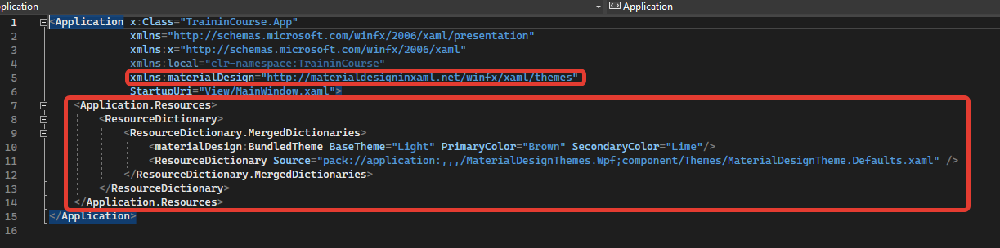 plication
Application
1 <Application x:Class="TraininCourse.App"
2 xmlns="http://schemas.microsoft.com/winfx/2006/xaml/presentation"
3 xmlns:x="http://schemas.microsoft.com/winfx/2006/xaml"
4 xmlns:local="clr-namespace:TraininCourse"
5 xmlns:materialDesign="http://materialdesigninxaml.net/winfx/xaml/themes"
6 StartupUri="View/MainWindow.xaml">
7 <Application.Resources>
8 <ResourceDictionary>
9 <ResourceDictionary.MergedDictionaries>
10 <materialDesign:BundledTheme BaseTheme="Light" PrimaryColor="Brown" SecondaryColor="Lime"/>
11 <ResourceDictionary Source="pack://application:,,,/MaterialDesignThemes.Wpf;component/Themes/MaterialDesignTheme.Defaults.xaml" />
12 </ResourceDictionary.MergedDictionaries>
13 </ResourceDictionary>
14 </Application.Resources>
15 </Application>
16